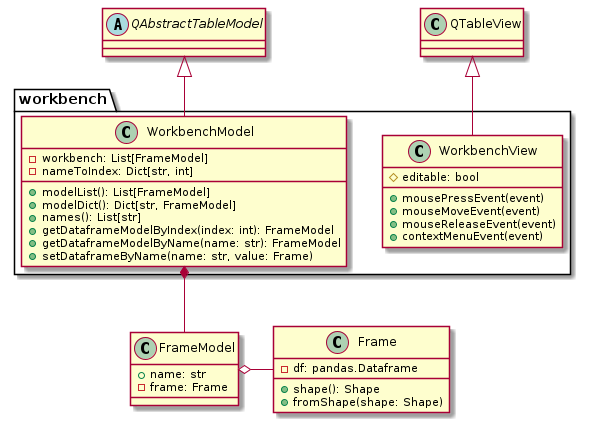 A QAbstractTableModel
C QTableView
workbench
C WorkbenchModel
workbench: List[FrameModel]
nameToIndex: Dict[str, int]
modelList(): List[FrameModel]
modelDict(): Dict[str, FrameModel]
names(): List[str]
getDataframeModelByIndex(index: int): FrameModel
getDataframeModelByName(name: str): FrameModel
setDataframeByName(name: str, value: Frame)
C WorkbenchView
editable: bool
mousePressEvent(event)
mouseMoveEvent(event)
mouseReleaseEvent(event)
contextMenuEvent(event)
C FrameModel
name: str
frame: Frame
C Frame
df: pandas.Dataframe
shape(): Shape
fromShape(shape: Shape)